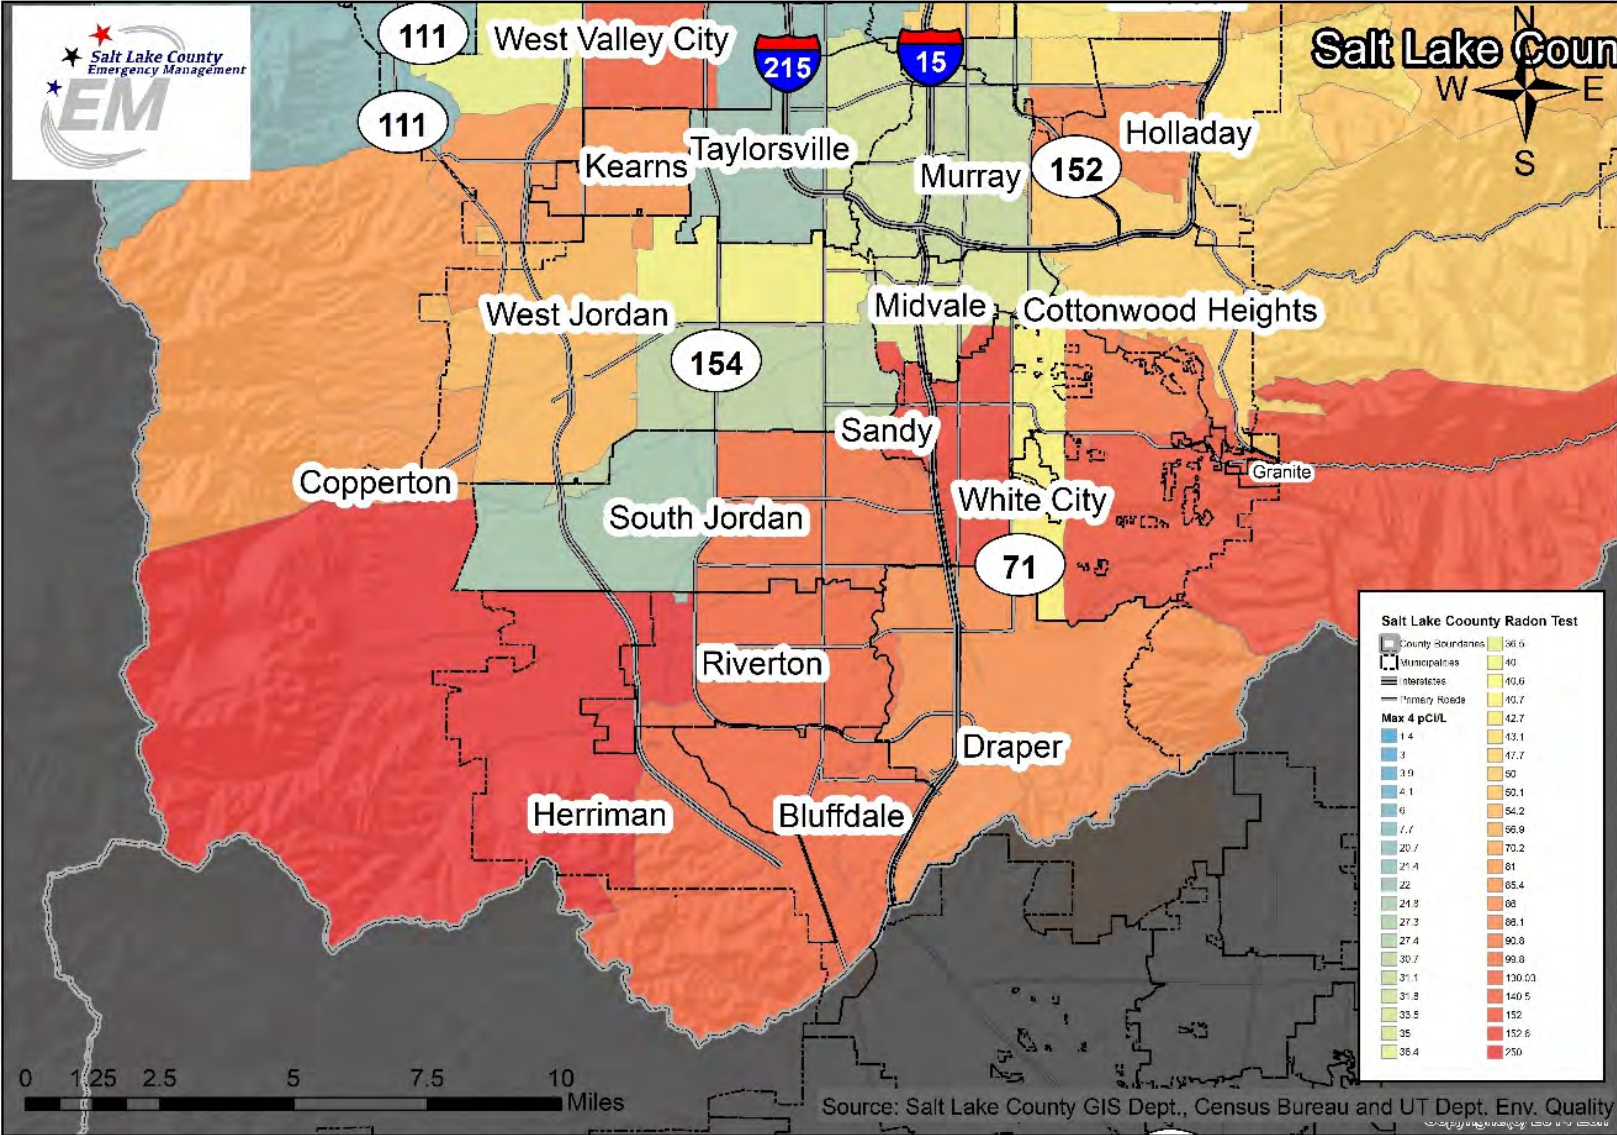 Salt Lake County
Emergency Management
EM
111
West Valley City
215
15
Salt Lake Coun
N
W
E
S
111
Kearns
Taylorsville
Murray
152
Holladay
West Jordan
154
Midvale
Cottonwood Heights
Sandy
Copperton
South Jordan
White City
Granite
71
Riverton
Draper
Herriman
Bluffdale
Salt Lake Coounty Radon Test
County Boundaries
Municipalities
Interstates
Primary Roads
Max 4 pCi/L
1.4
3
3.9
4.1
6
7.7
20.7
21.4
22
24.8
27.3
27.4
30.7
31.1
31.8
33.5
35
36.4
36.5
40
40.6
40.7
42.7
43.1
47.7
50
50.1
54.2
56.9
70.2
81
85.4
86
86.1
90.8
99.8
130.03
140.5
152
152.6
250
0 1.25 2.5 5 7.5 10
Miles
Source: Salt Lake County GIS Dept., Census Bureau and UT Dept. Env. Quality